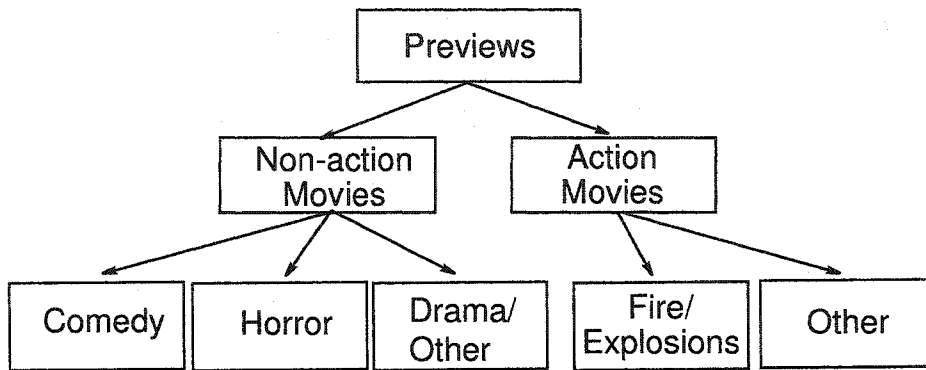 Previews
Non-action
Movies
Action
Movies
Comedy
Horror
Drama/
Other
Fire/
Explosions
Other